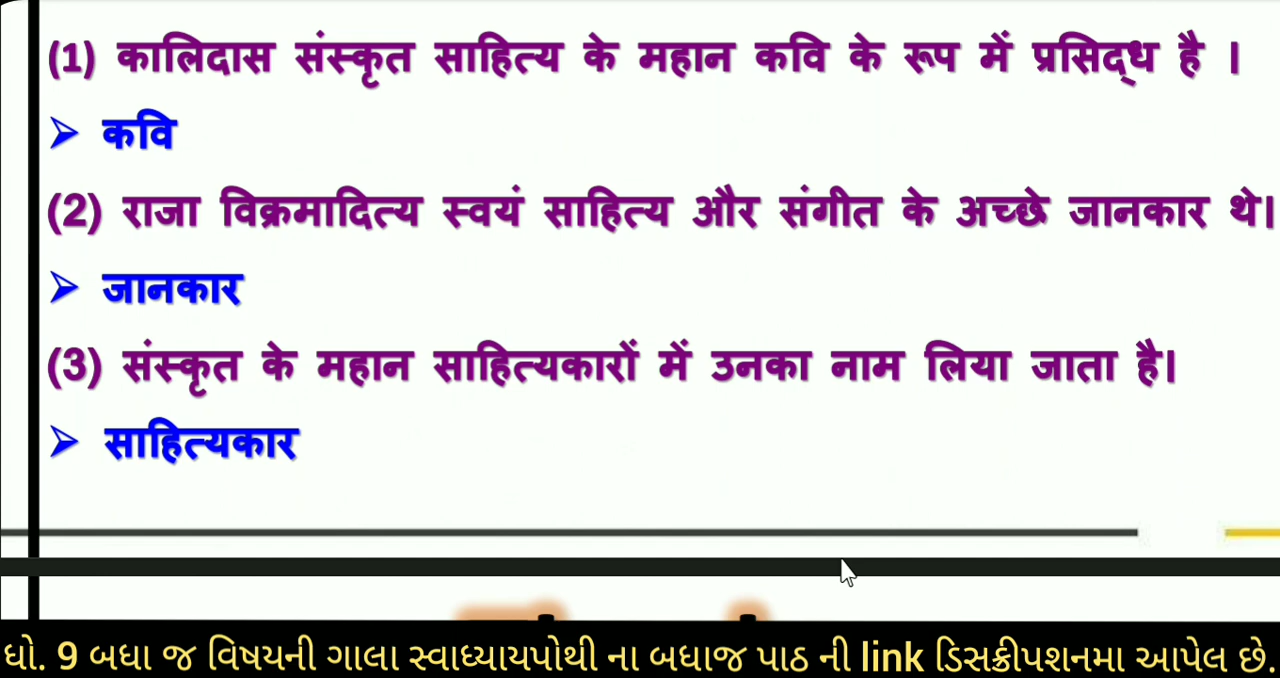 (1) कालिदास संस्कृत साहित्य के महान कवि के रूप में प्रसिद्ध है ।
➢ कवि
(2) राजा विक्रमादित्य स्वयं साहित्य और संगीत के अच्छे जानकार थे।
➢ जानकार
(3) संस्कृत के महान साहित्यकारों में उनका नाम लिया जाता है।
➢ साहित्यकार
ધો. 9 બધા જ વિષયની ગાલા સ્વાધ્યાયપોથી ના બધાજ પાઠ ની link ડિસક્રીપશનમા આપેલ છે.